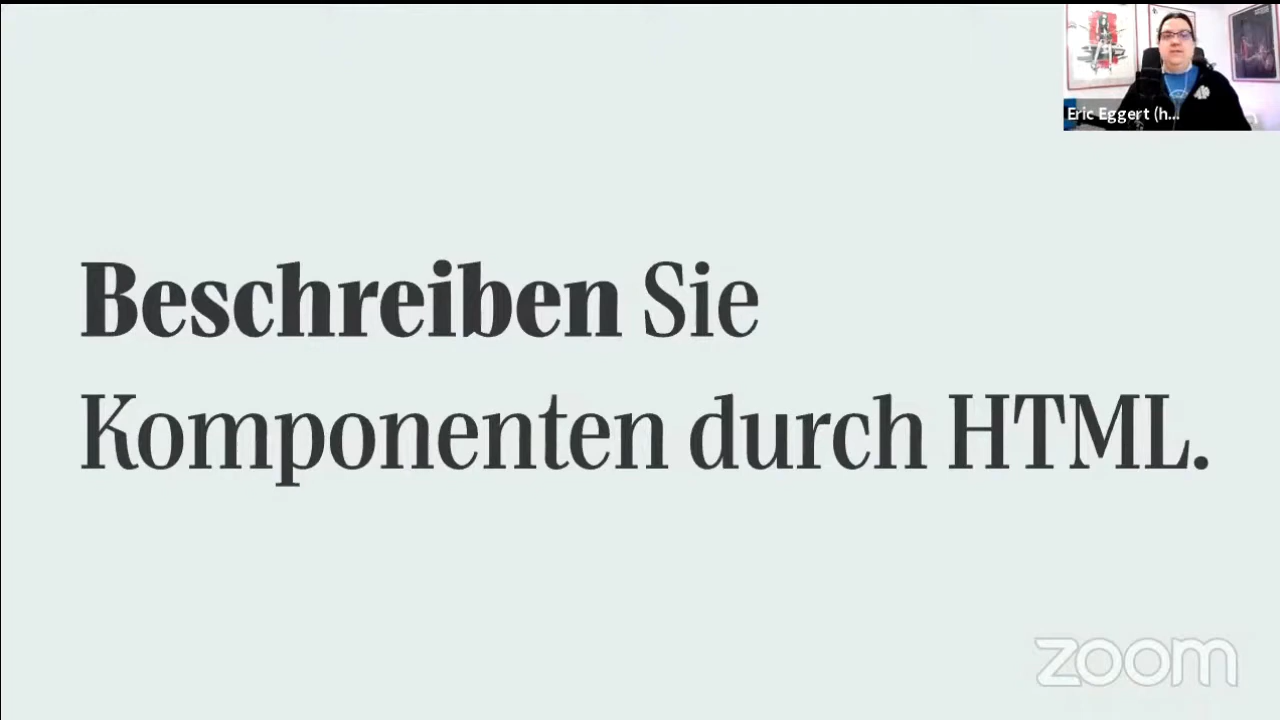 Eric Eggert (h...
Beschreiben Sie
Komponenten durch HTML.
zoom